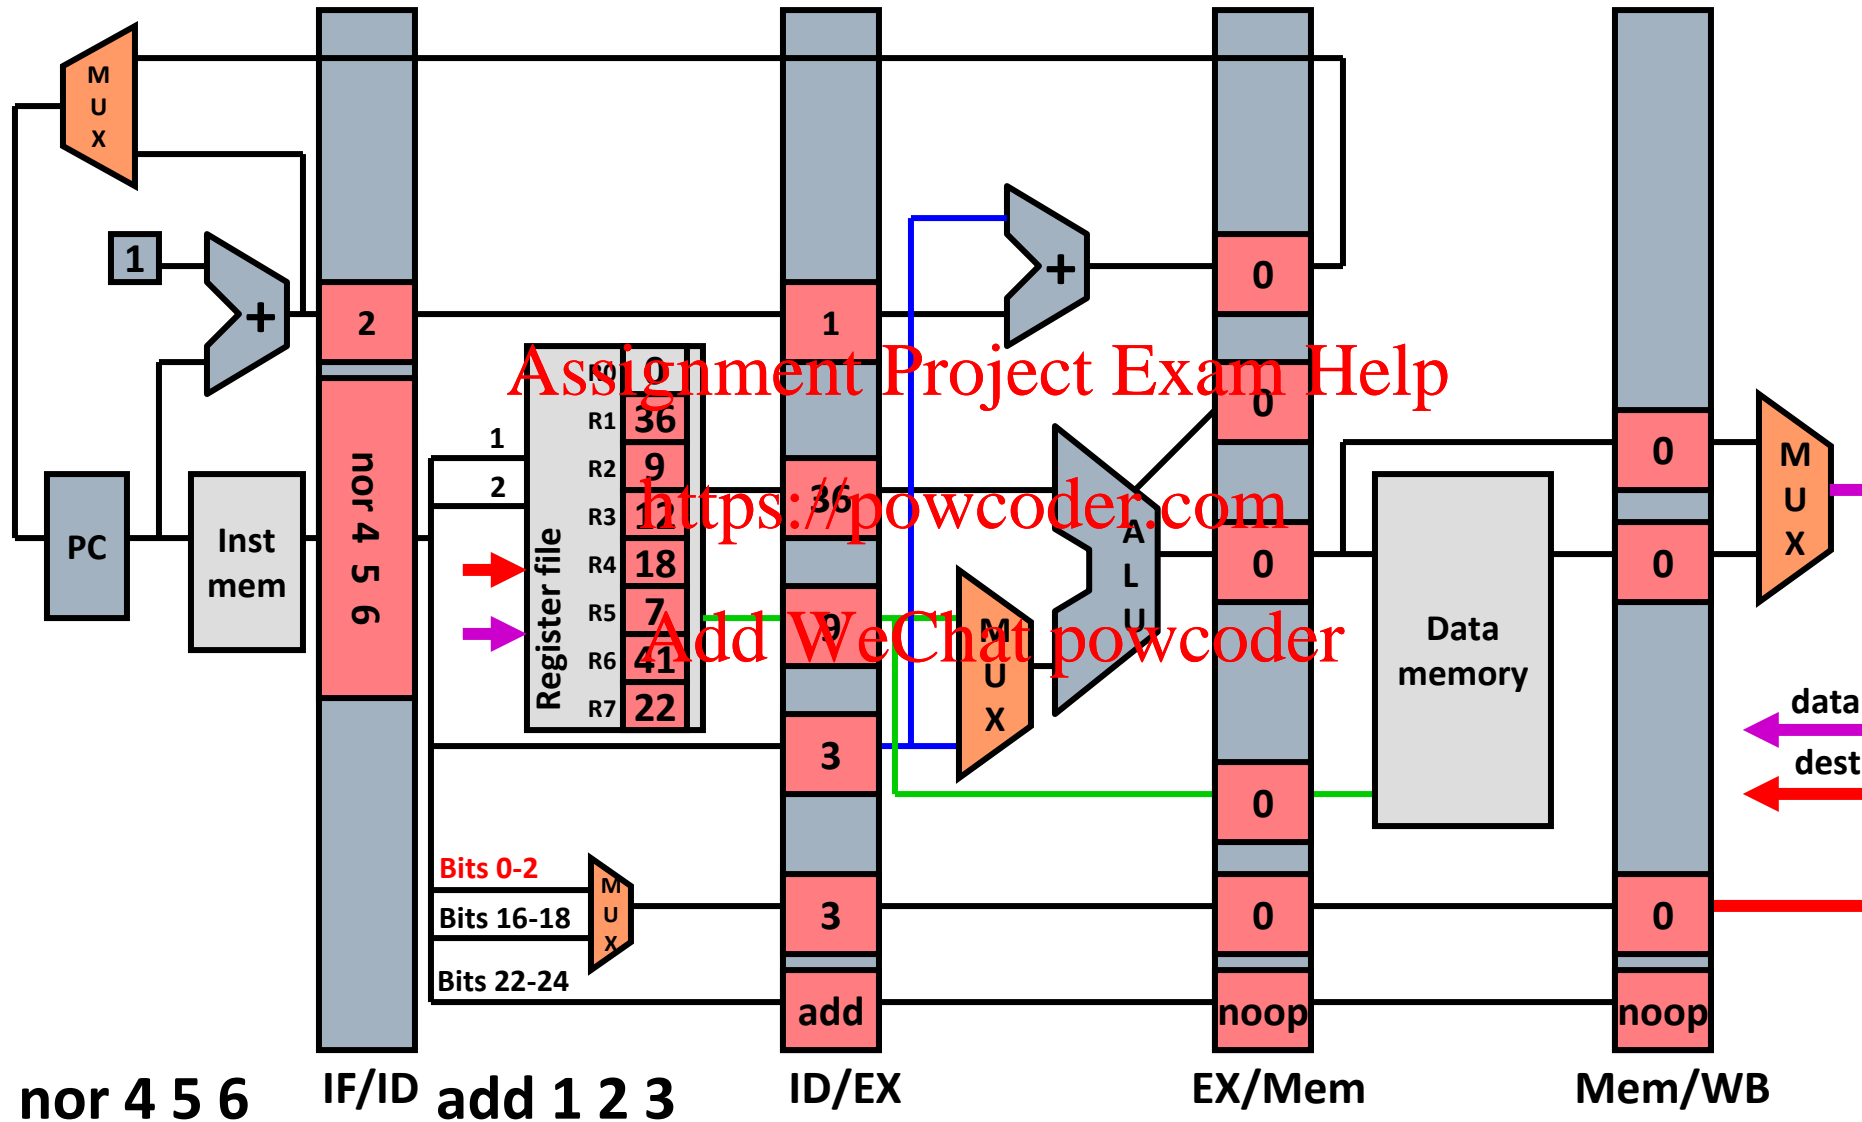 M
U
X
1
+
2
PC
Inst
mem
nor 4 5 6
1
2
Register file
R0 0
R1 36
R2 9
R3 12
R4 18
R5 7
R6 41
R7 22
Bits 0-2
Bits 16-18
Bits 22-24
M
U
X
1
36
9
3
3
add
+
M
U
X
A
L
U
0
0
0
0
0
noop
Data
memory
0
0
0
noop
M
U
X
data
dest
Assignment Project Exam Help
https://powcoder.com
Add WeChat powcoder
nor 4 5 6
IF/ID
add 1 2 3
ID/EX
EX/Mem
Mem/WB